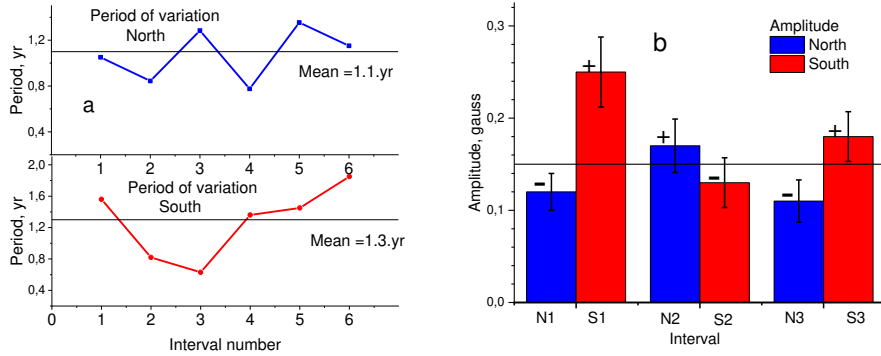 Period of variation
North
1,2
0,8
0,4
Period, yr
Mean =1.1.yr
a
1 2 3 4 5 6
2.0
1.6
1.2
0,8
0,4
Period, yr
Period of variation
South
Mean =1.3.yr
0 1 2 3 4 5 6
Interval number
b
Amplitude
North
South
0,3
0,2
0,1
0,0
Amplitude, gauss
- + + - - +
N1 S1 N2 S2 N3 S3
Interval